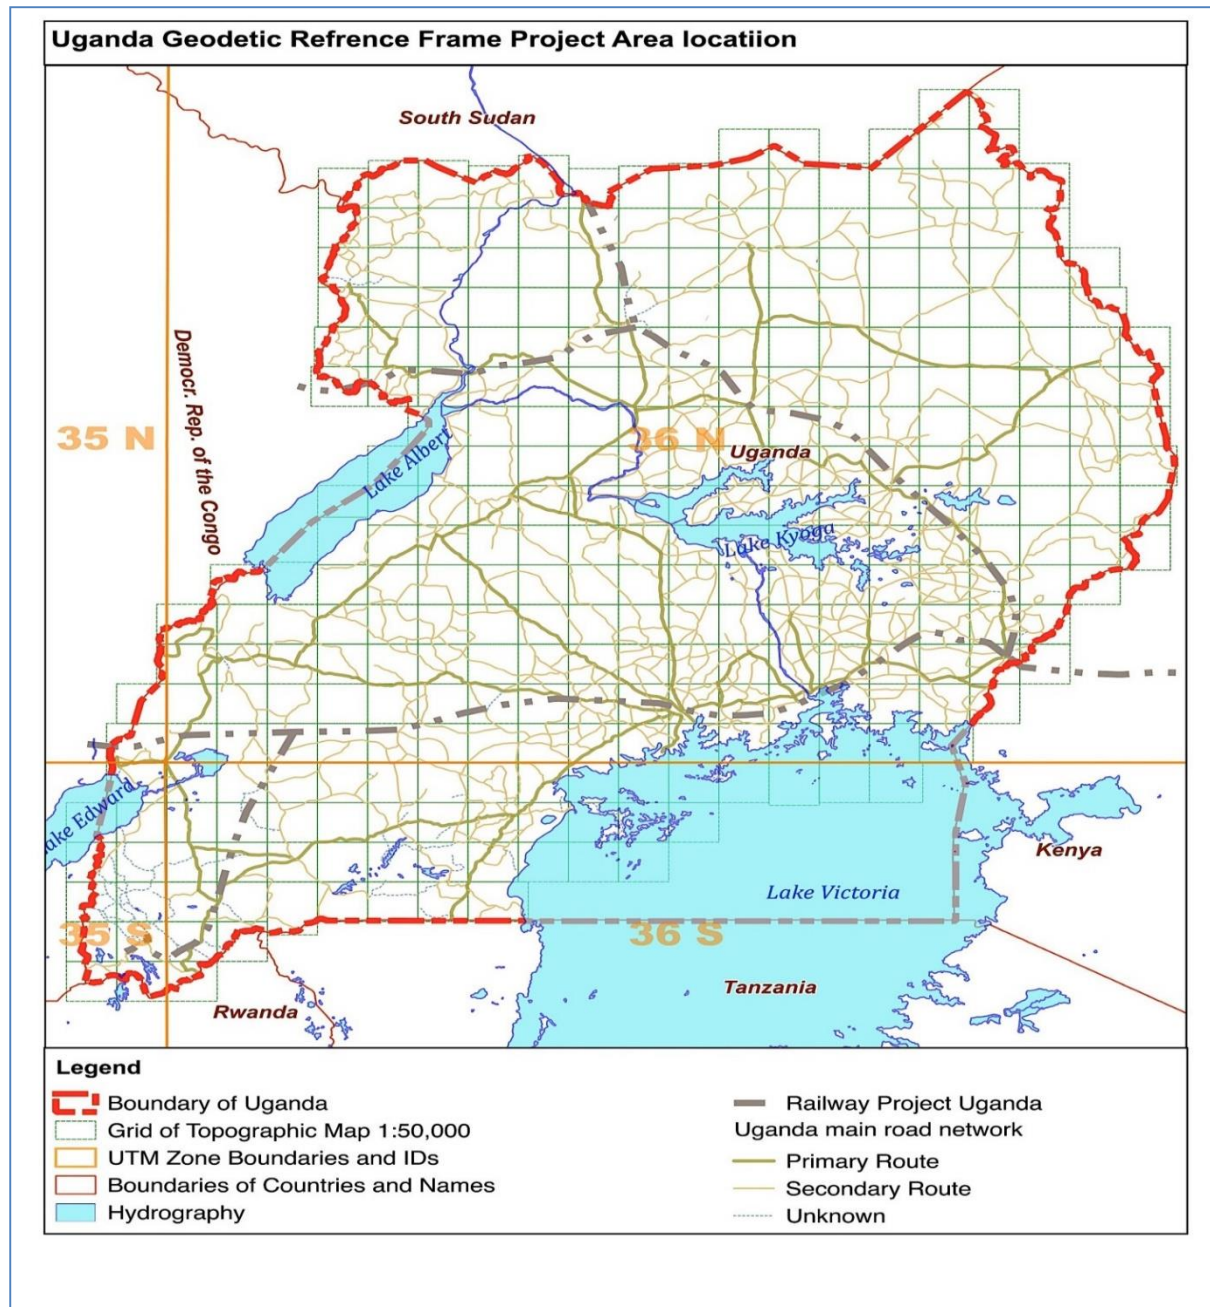 Uganda Geodetic Refrence Frame Project Area locatiion
South Sudan
Democr. Rep. of the Congo
35 N
36 N
Uganda
Lake Albert
Lake Kyoga
Lake Edward
Kenya
Lake Victoria
35 S
36 S
Tanzania
Rwanda
Legend
Boundary of Uganda
Grid of Topographic Map 1:50,000
UTM Zone Boundaries and IDs
Boundaries of Countries and Names
Hydrography
Railway Project Uganda
Uganda main road network
Primary Route
Secondary Route
Unknown